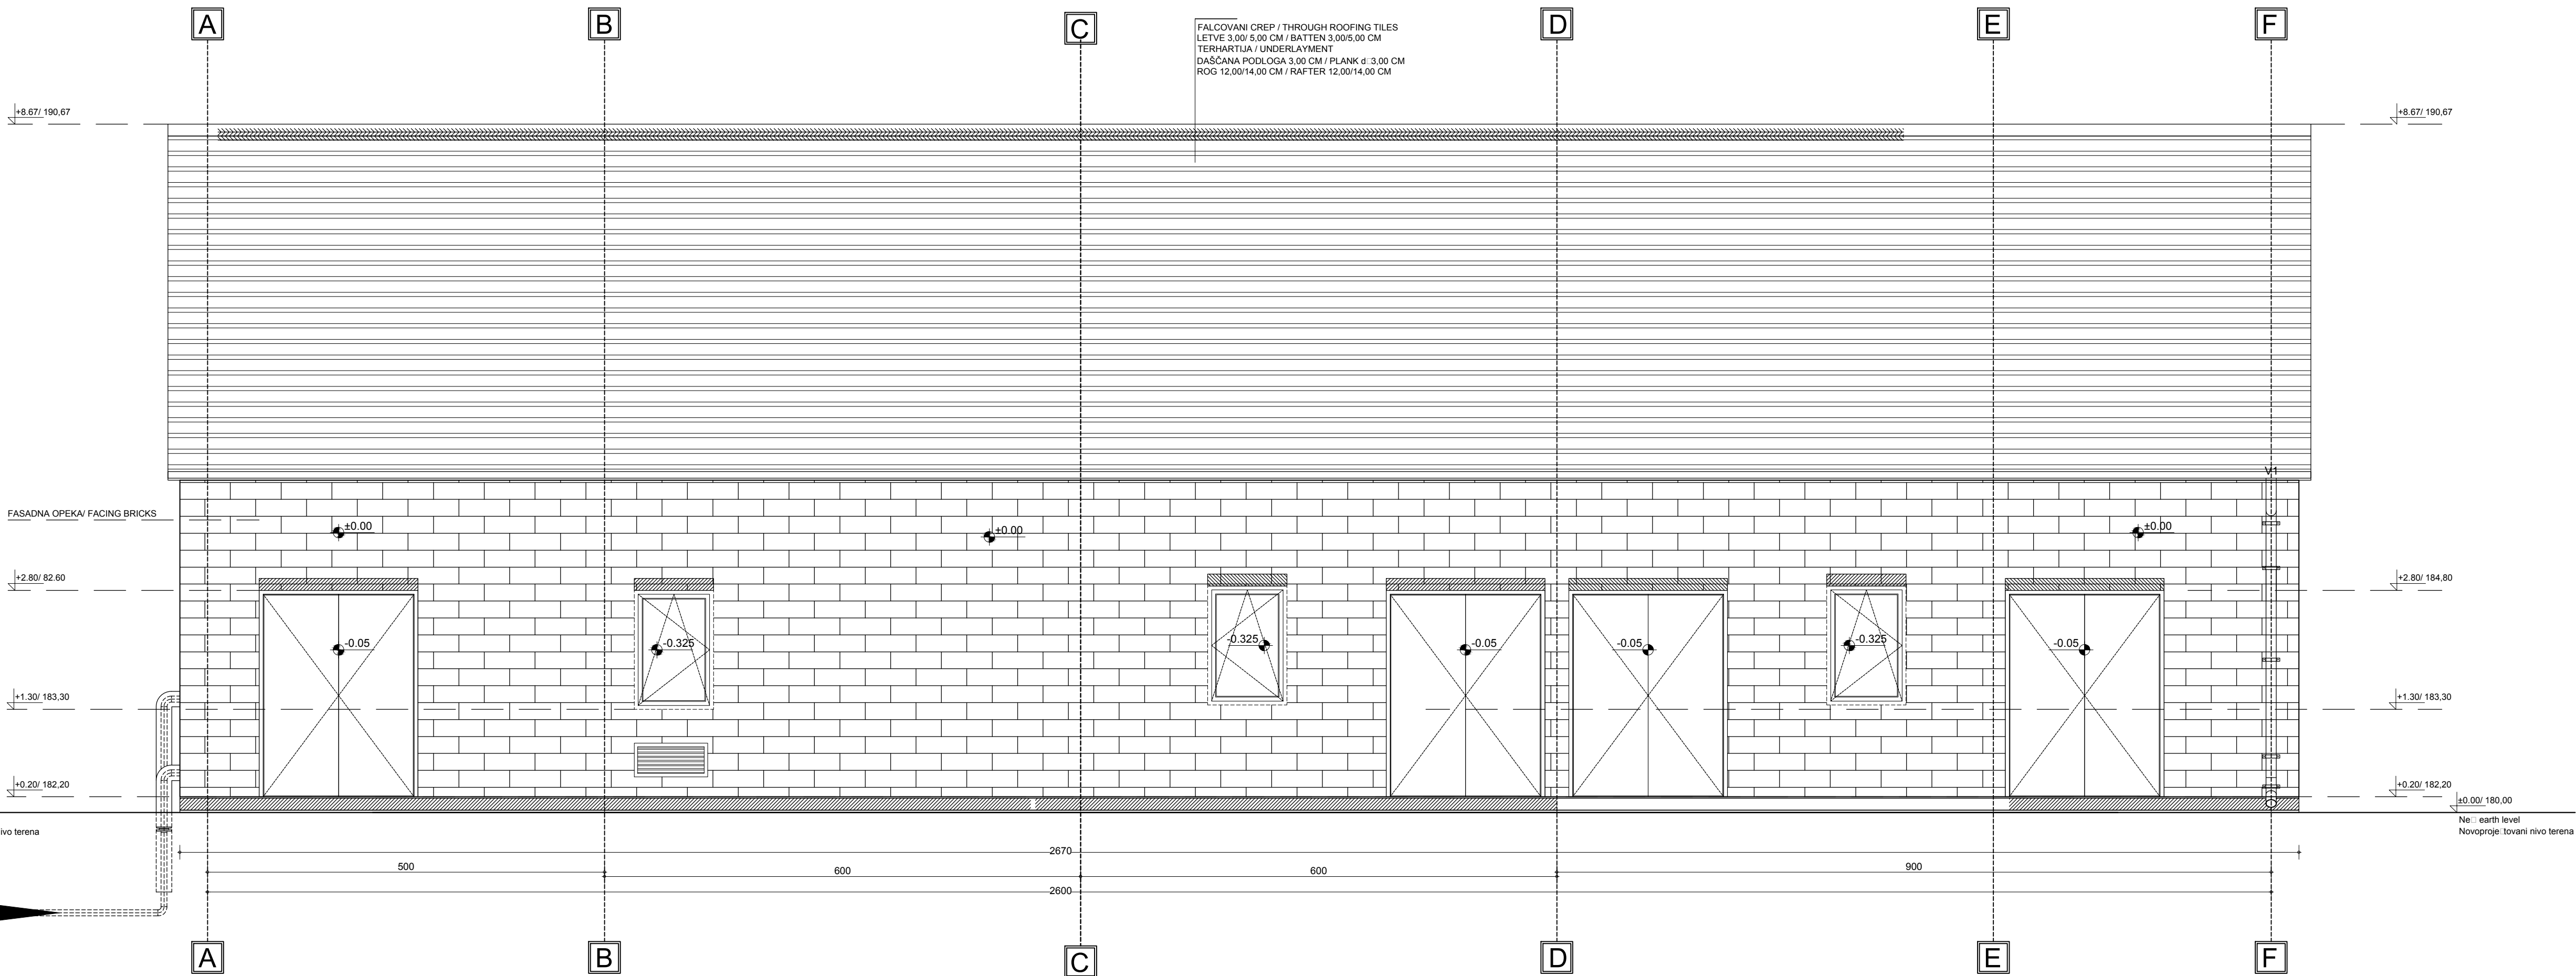 A
B
C
D
E
F
FALCOVANI CREP / THROUGH ROOFING TILES
LETVE 3,00/ 5,00 CM / BATTEN 3,00/5,00 CM
TERHARTIJA / UNDERLAYMENT
DAŠČANA PODLOGA 3,00 CM / PLANK d□3,00 CM
ROG 12,00/14,00 CM / RAFTER 12,00/14,00 CM
+8.67/ 190,67
+8.67/ 190,67
V1
FASADNA OPEKA/ FACING BRICKS
±0.00
±0.00
±0.00
+2.80/ 82.60
+2.80/ 184,80
-0.05
-0.325
-0.325
-0.05
-0.05
-0.325
-0.05
+1.30/ 183,30
+1.30/ 183,30
+0.20/ 182,20
+0.20/ 182,20
±0.00/ 180,00
ivo terena
Ne□ earth level
Novoproje□tovani nivo terena
2670
500
600
600
900
2600
A
B
C
D
E
F